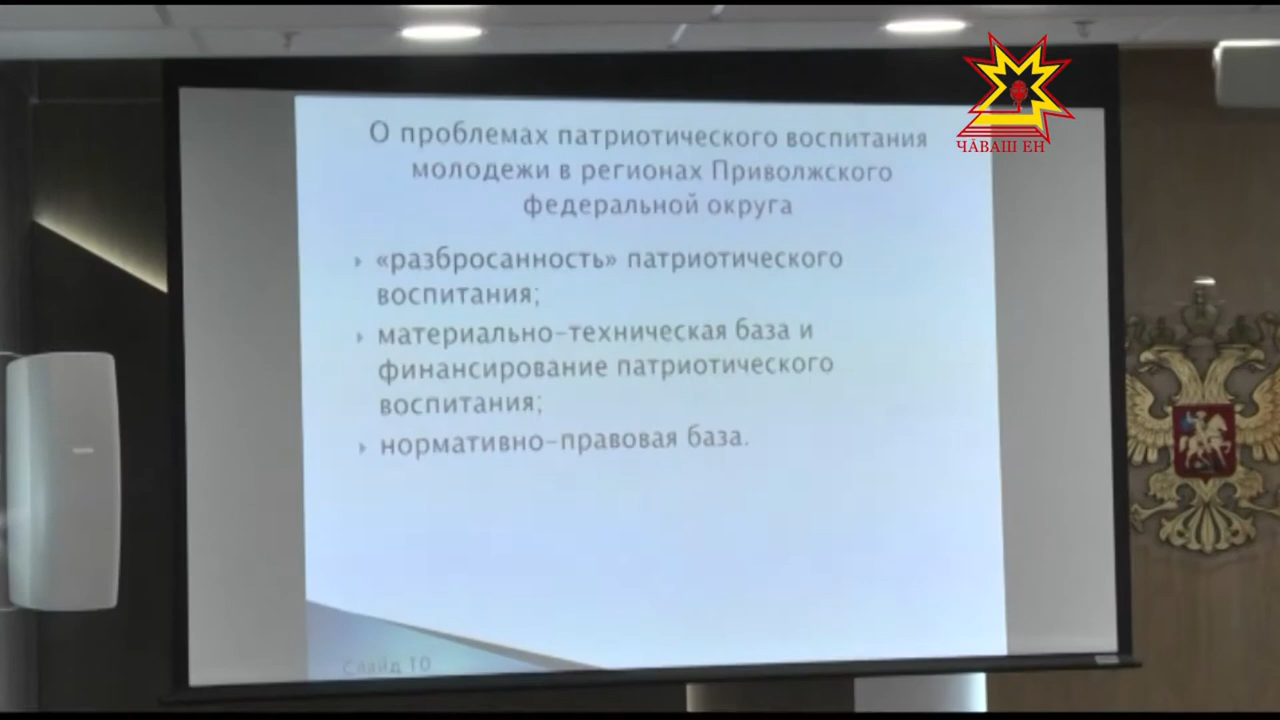 ЧӐВАШ ЕН
О проблемах патриотического воспитания
молодежи в регионах Приволжского
федеральной округа
«разбросанность» патриотического
воспитания;
материально-техническая база и
финансирование патриотического
воспитания;
нормативно-правовая база.
Слайд 10